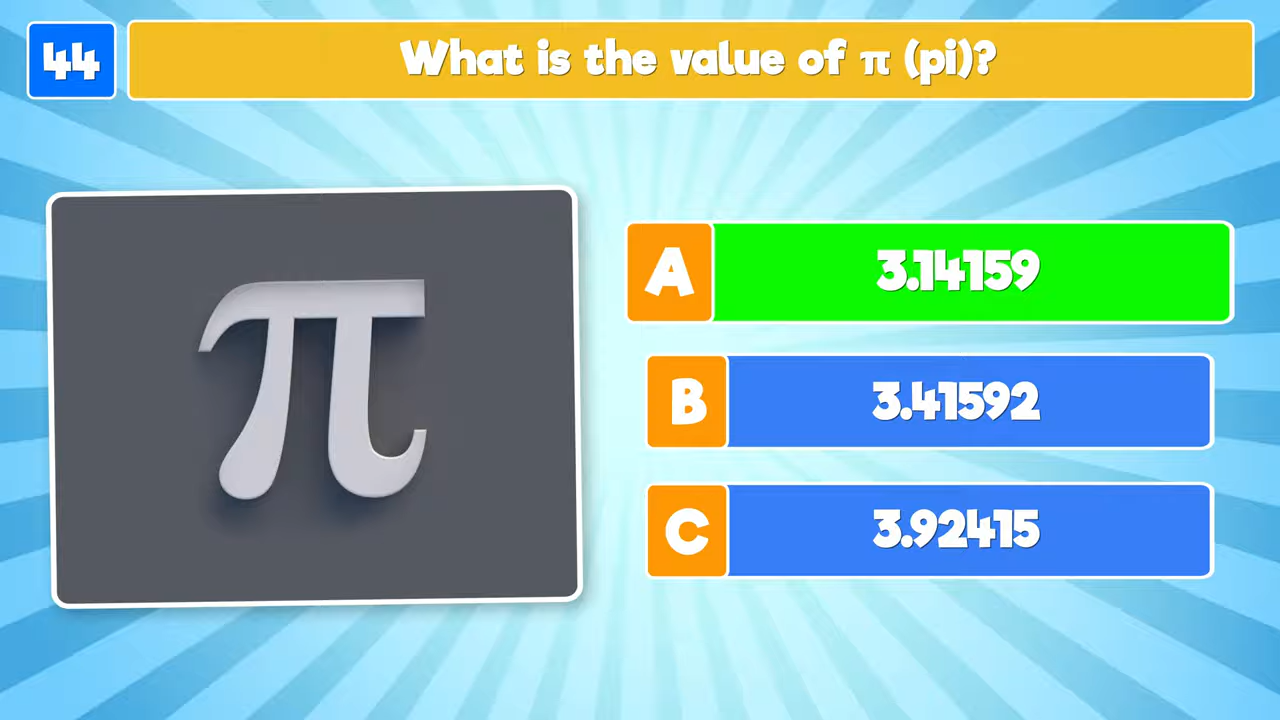 44
What is the value of π (pi)?
π
A
3.14159
B
3.41592
C
3.92415